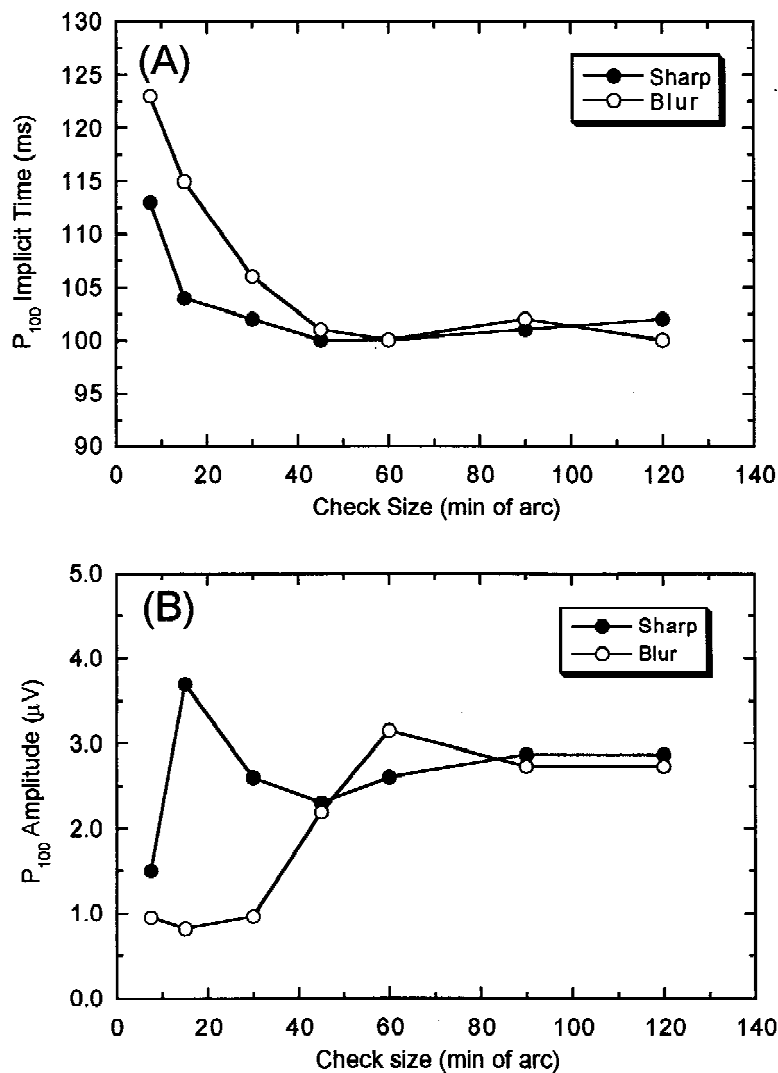 130
125
120
115
110
105
100
95
90
P100 Implicit Time (ms)
(A)
Sharp
Blur
0 20 40 60 80 100 120 140
Check Size (min of arc)
5.0
4.0
3.0
2.0
1.0
0.0
P100 Amplitude (μV)
(B)
Sharp
Blur
0 20 40 60 80 100 120 140
Check size (min of arc)